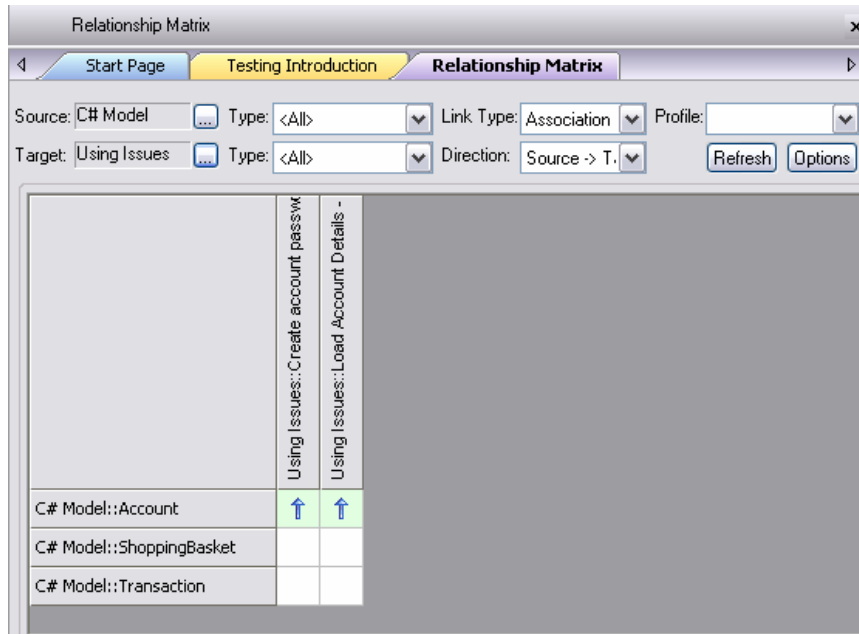 Relationship Matrix
Start Page Testing Introduction Relationship Matrix
Source: C# Model ... Type: <All> Link Type: Association Profile:
Target: Using Issues ... Type: <All> Direction: Source -> T. Refresh Options
Using Issues::Create account passw
Using Issues::Load Account Details -
C# Model::Account
C# Model::ShoppingBasket
C# Model::Transaction